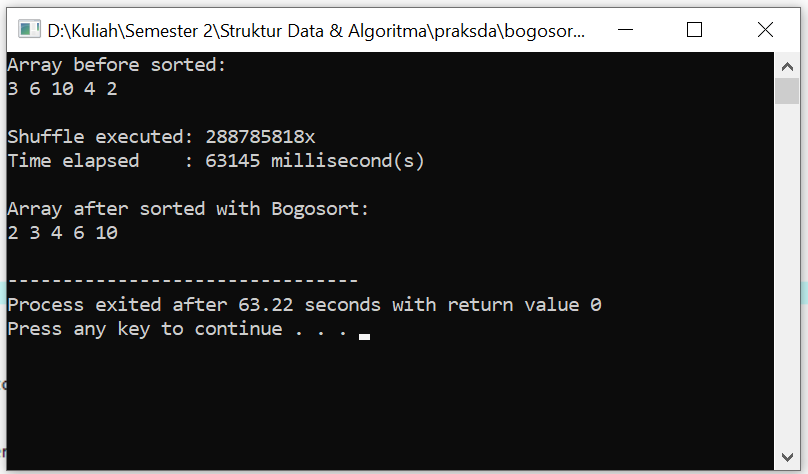 D:\Kuliah\Semester 2\Struktur Data & Algoritma\praksda\bogosor...
Array before sorted:
3 6 10 4 2
Shuffle executed: 288785818x
Time elapsed    : 63145 millisecond(s)
Array after sorted with Bogosort:
2 3 4 6 10
--------------------------------
Process exited after 63.22 seconds with return value 0
Press any key to continue . . .